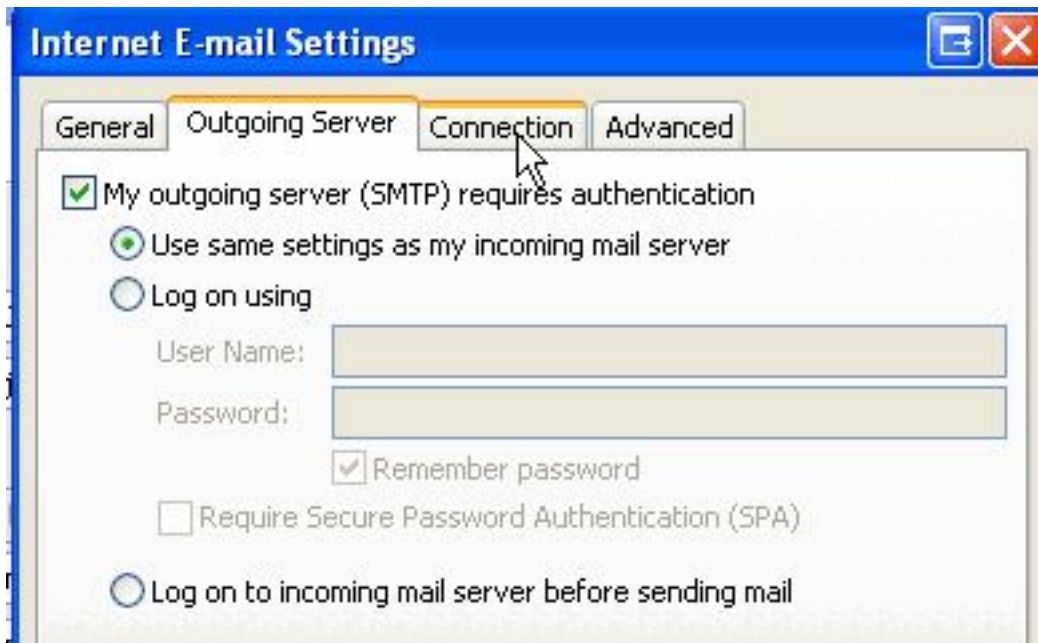 Internet E-mail Settings
General Outgoing Server Connection Advanced
My outgoing server (SMTP) requires authentication
Use same settings as my incoming mail server
Log on using
User Name:
Password:
Remember password
Require Secure Password Authentication (SPA)
Log on to incoming mail server before sending mail